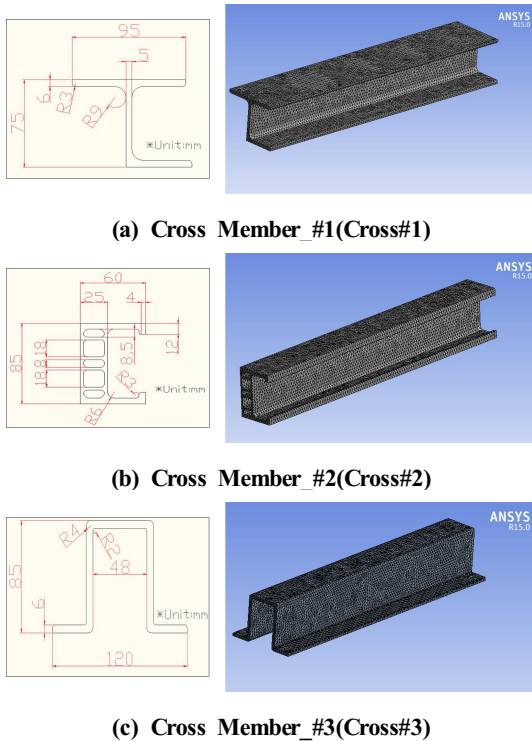 95
5
6
R3
R9
75
*Unit:mm
ANSYS
R15.0
(a) Cross Member_#1(Cross#1)
60
25
4
85
18
8
18
8,5
12
R3
R6
*Unit:mm
ANSYS
R15.0
(b) Cross Member_#2(Cross#2)
R4
R2
85
48
6
*Unit:mm
120
ANSYS
R15.0
(c) Cross Member_#3(Cross#3)